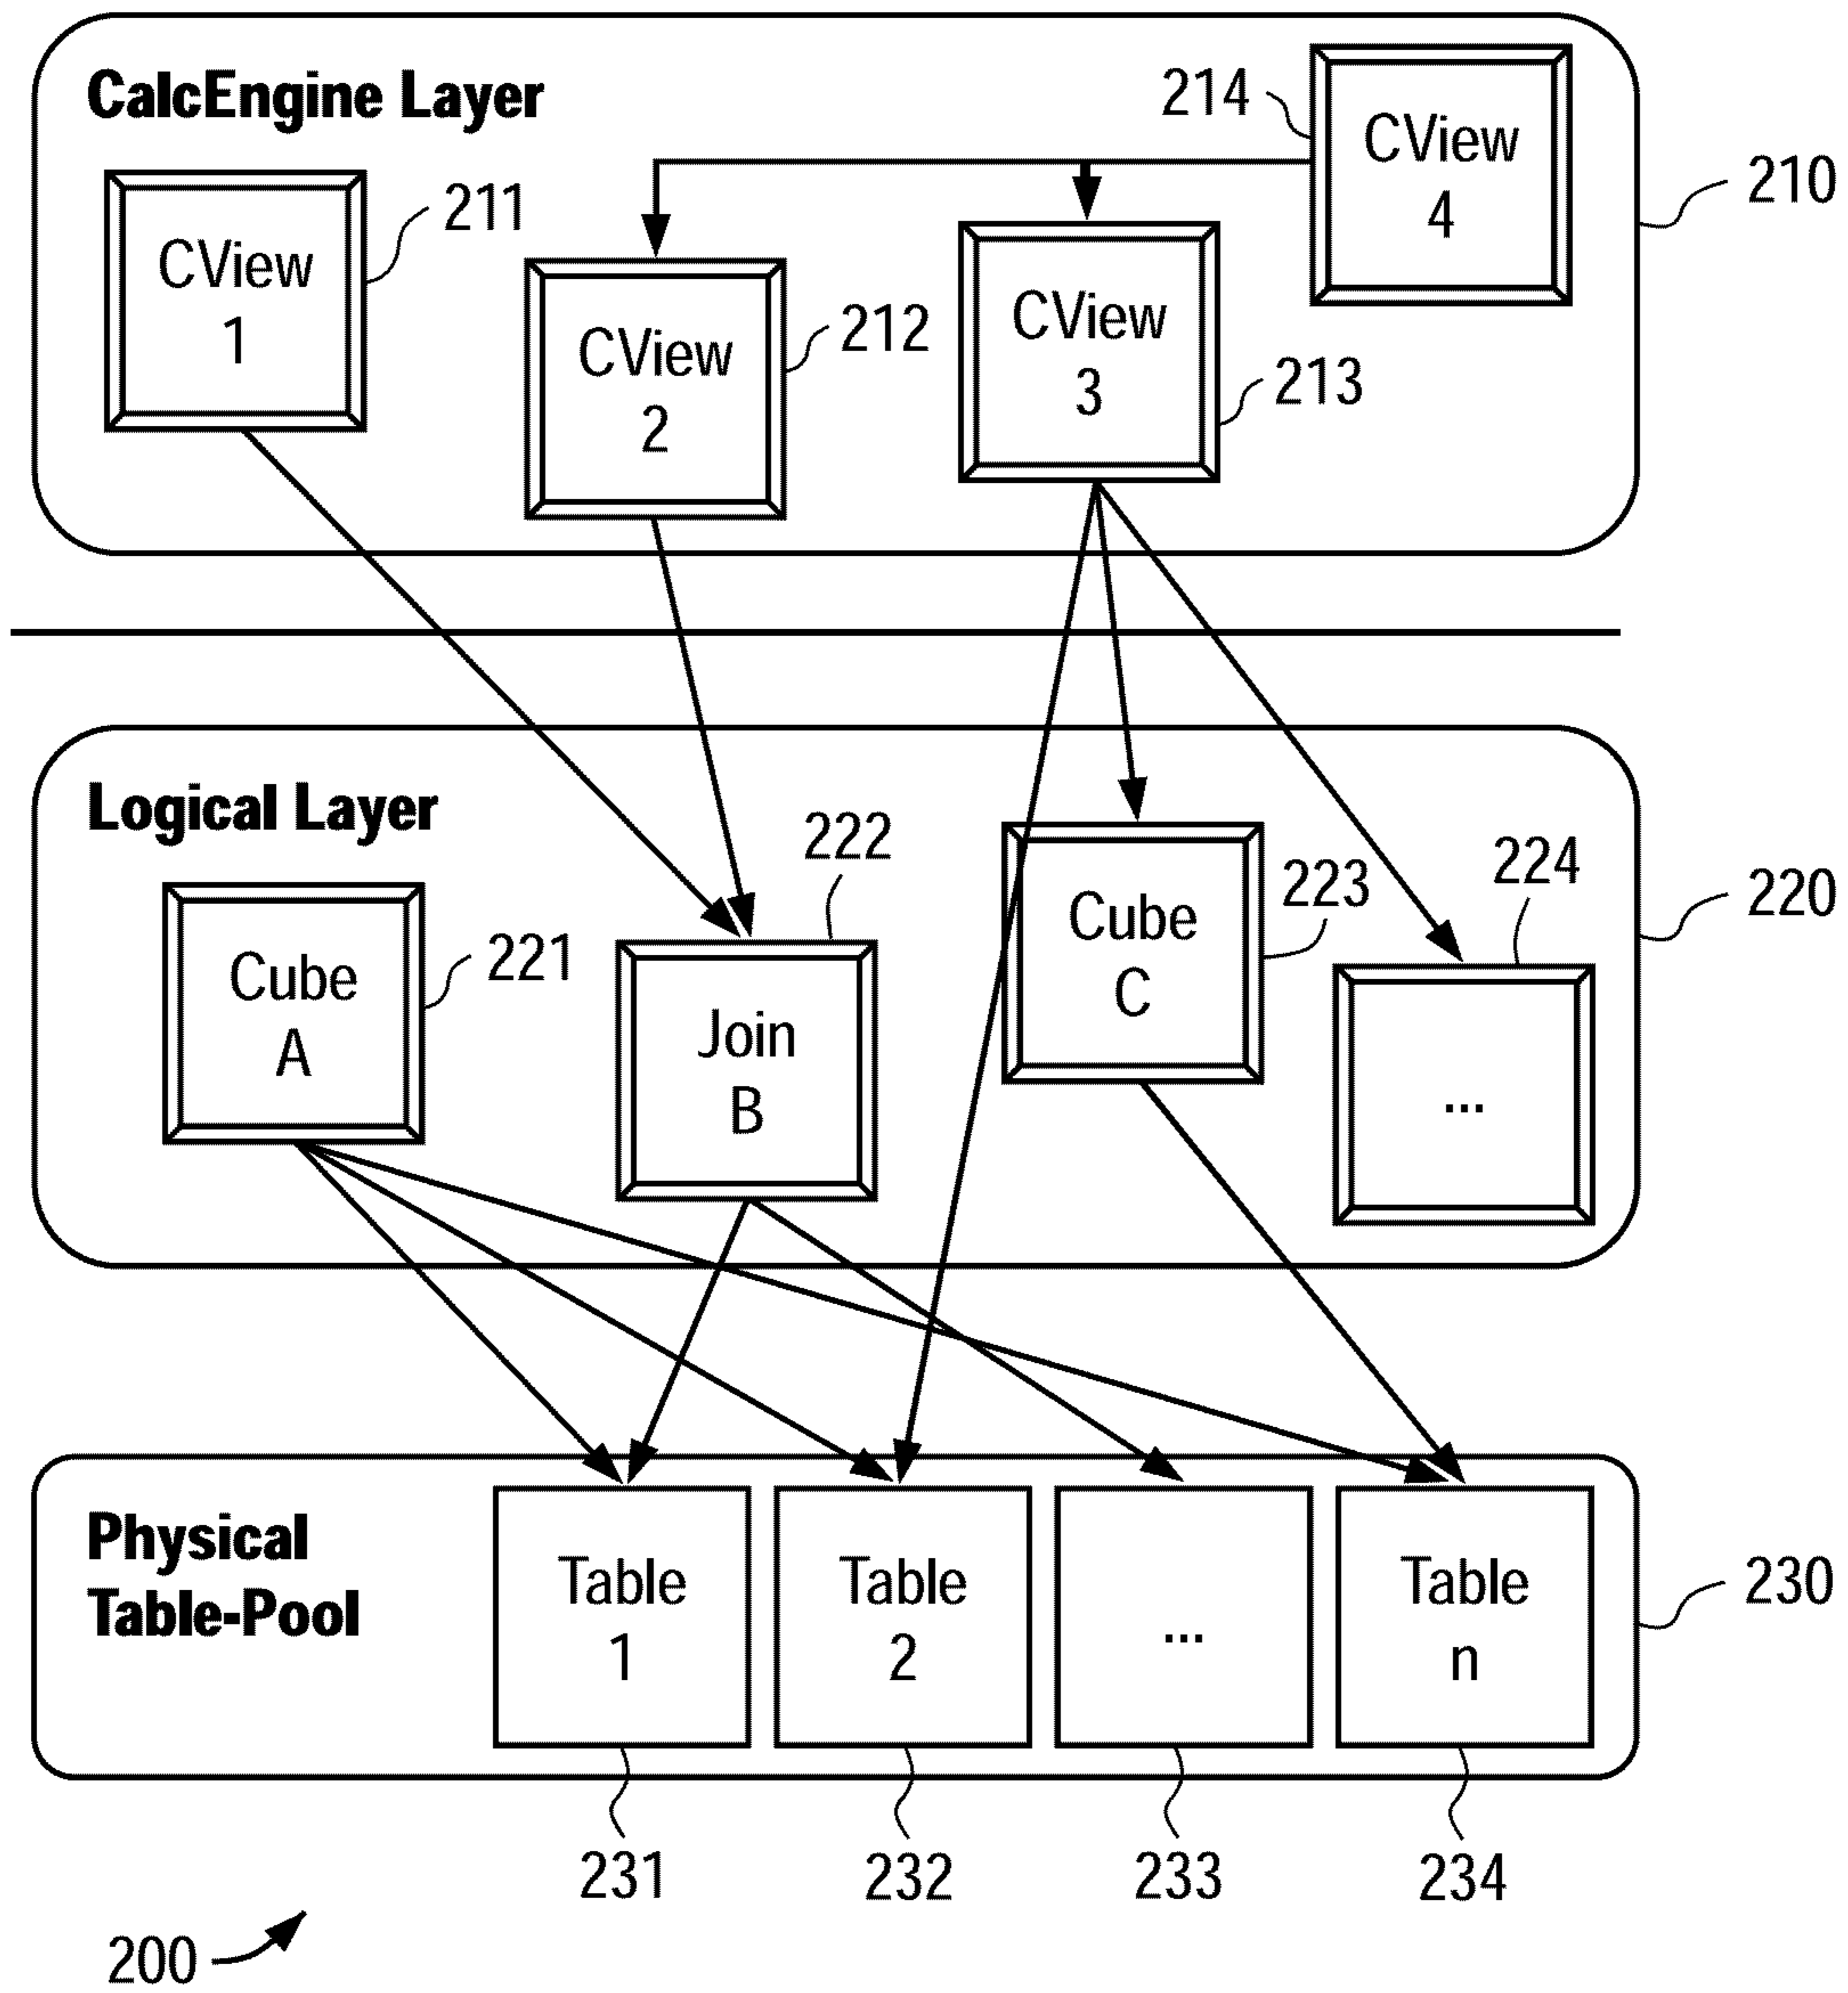 CalcEngine Layer
214
CView
4
210
211
CView
1
212
CView
2
CView
3
213
Logical Layer
222
223
224
220
Cube
A
221
Join
B
Cube
C
...
Physical
Table-Pool
Table
1
Table
2
...
Table
n
230
231
232
233
234
200